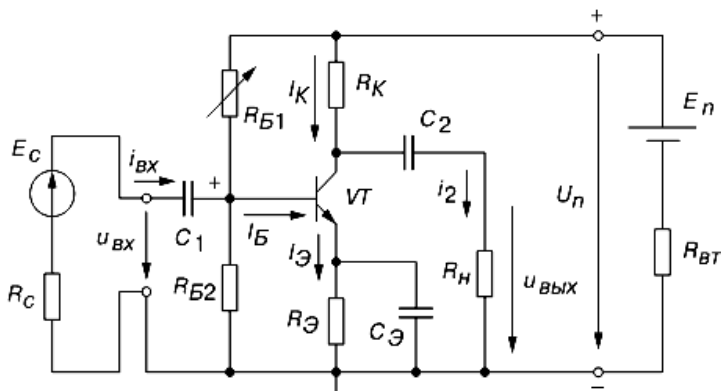 +
I_К
R_К
E_п
R_Б1
C_2
E_с
i_вх
+
VT
i_2
U_п
u_вх
C_1
I_Б
I_Э
R_н
u_вых
R_вт
R_с
R_Б2
R_Э
C_Э
−